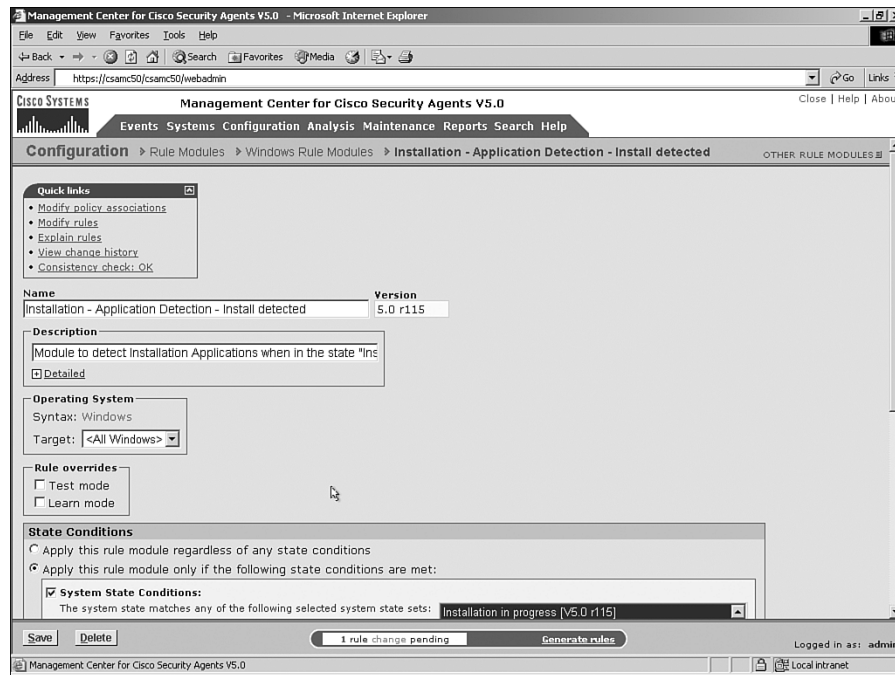 Management Center for Cisco Security Agents V5.0 - Microsoft Internet Explorer
File Edit View Favorites Tools Help
Back Search Favorites Media
Address https://csamc50/csamc50/webadmin Go Links
CISCO SYSTEMS Management Center for Cisco Security Agents V5.0 Close | Help | Abou
Events Systems Configuration Analysis Maintenance Reports Search Help
Configuration Rule Modules Windows Rule Modules Installation - Application Detection - Install detected OTHER RULE MODULES
Quick links
Modify policy associations
Modify rules
Explain rules
View change history
Consistency check: OK
Name Version
Installation - Application Detection - Install detected 5.0 r115
Description
Module to detect Installation Applications when in the state "Ins
Detailed
Operating System
Syntax: Windows
Target: <All Windows>
Rule overrides
Test mode
Learn mode
State Conditions
Apply this rule module regardless of any state conditions
Apply this rule module only if the following state conditions are met:
System State Conditions:
The system state matches any of the following selected system state sets: Installation in progress [V5.0 r115]
Save Delete 1 rule change pending Generate rules Logged in as: admin
Management Center for Cisco Security Agents V5.0 Local intranet